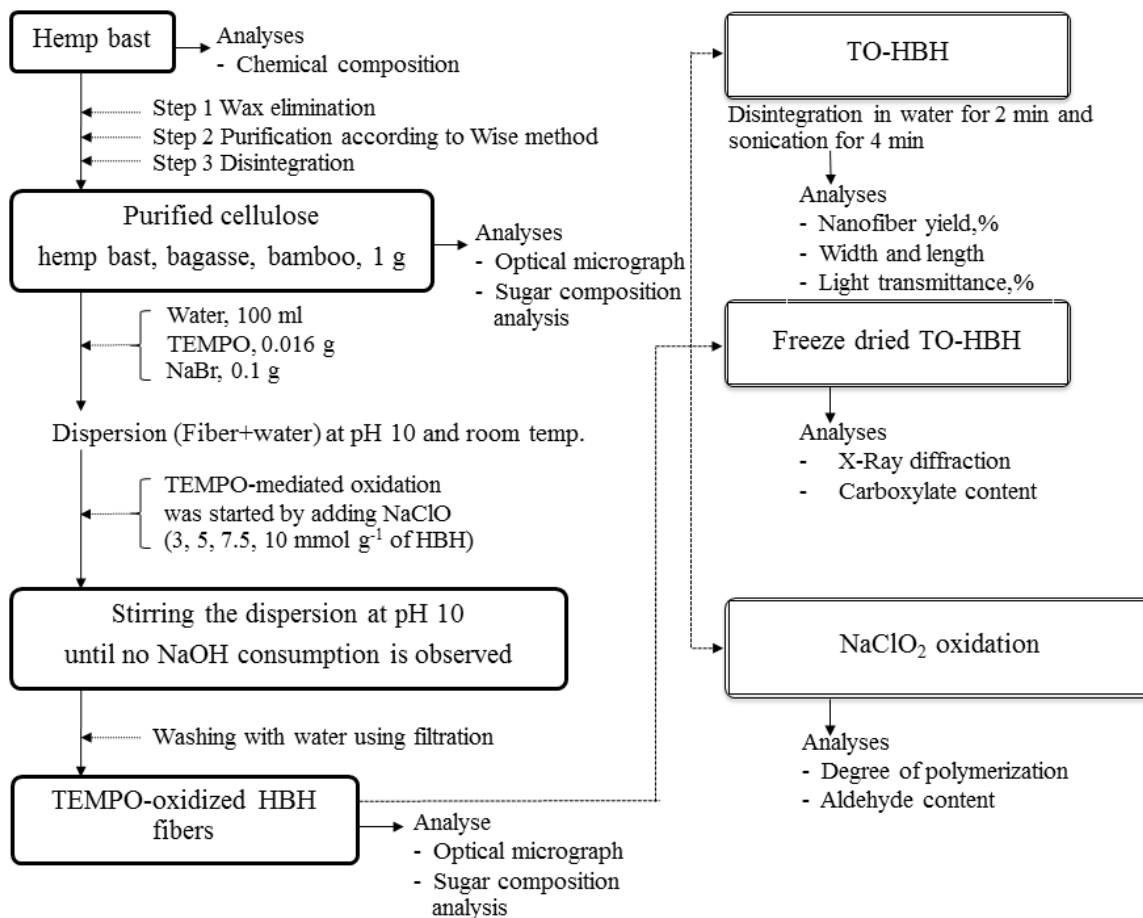 Hemp bast
Analyses
- Chemical composition
Step 1 Wax elimination
Step 2 Purification according to Wise method
Step 3 Disintegration
Purified cellulose
hemp bast, bagasse, bamboo, 1 g
Analyses
- Optical micrograph
- Sugar composition
analysis
Water, 100 ml
TEMPO, 0.016 g
NaBr, 0.1 g
Dispersion (Fiber+water) at pH 10 and room temp.
TEMPO-mediated oxidation
was started by adding NaClO
(3, 5, 7.5, 10 mmol g⁻¹ of HBH)
Stirring the dispersion at pH 10
until no NaOH consumption is observed
Washing with water using filtration
TEMPO-oxidized HBH
fibers
Analyse
- Optical micrograph
- Sugar composition
analysis
TO-HBH
Disintegration in water for 2 min and
sonication for 4 min
Analyses
- Nanofiber yield,%
- Width and length
- Light transmittance,%
Freeze dried TO-HBH
Analyses
- X-Ray diffraction
- Carboxylate content
NaClO₂ oxidation
Analyses
- Degree of polymerization
- Aldehyde content